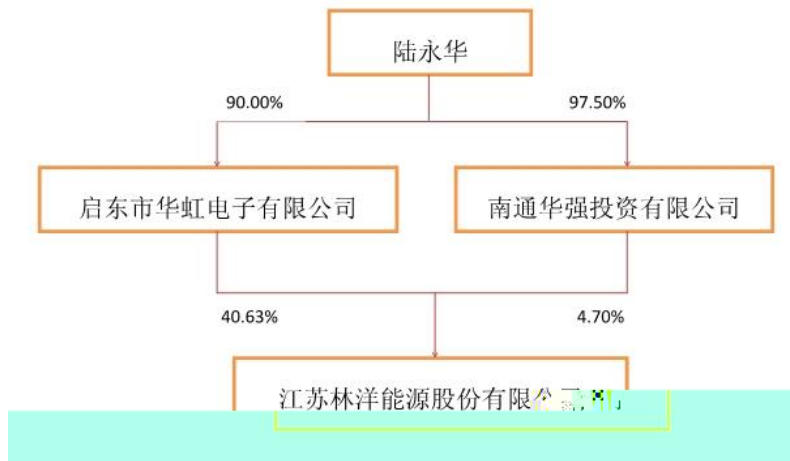 陆永华
90.00%
97.50%
启东市华虹电子有限公司
南通华强投资有限公司
40.63%
4.70%
江苏林洋能源股份有限